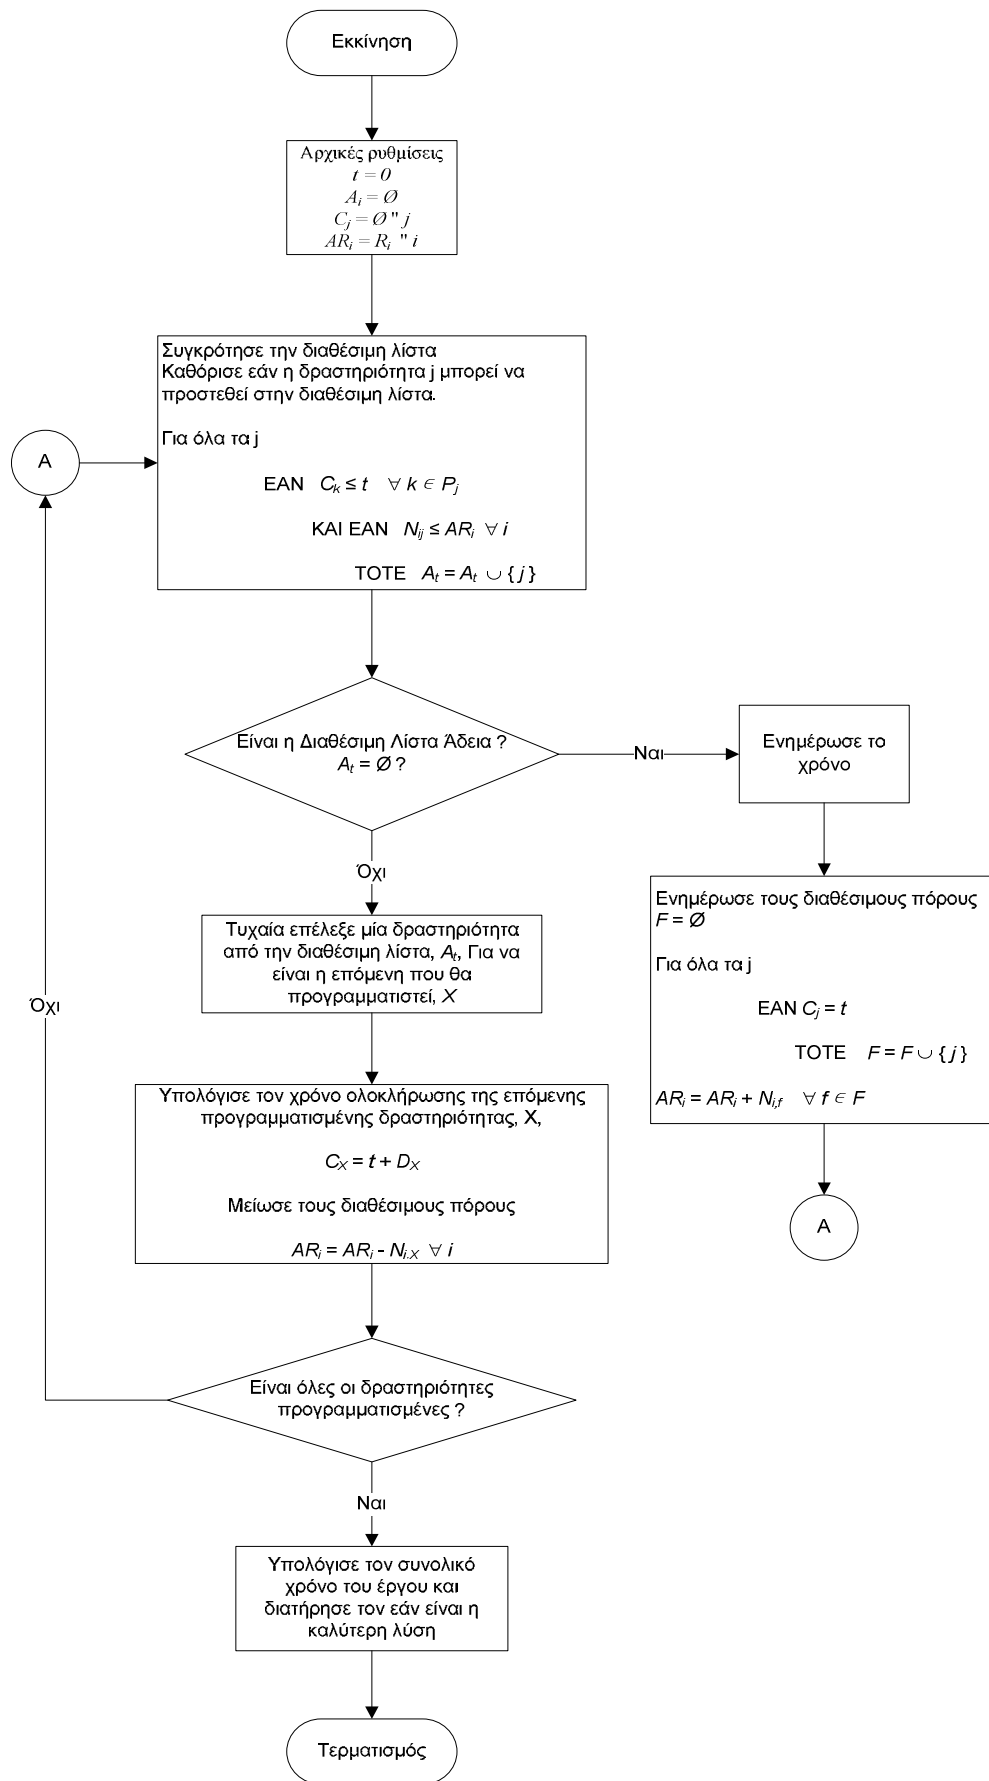 Εκκίνηση
Αρχικές ρυθμίσεις
t = 0
A_i = Ø
C_j = Ø " j
AR_i = R_i " i
Συγκρότησε την διαθέσιμη λίστα
Καθόρισε εάν η δραστηριότητα j μπορεί να
προστεθεί στην διαθέσιμη λίστα.
Για όλα τα j
ΕΑΝ C_k ≤ t ∀ k ∈ P_j
ΚΑΙ ΕΑΝ N_ij ≤ AR_i ∀ i
ΤΟΤΕ A_t = A_t ∪ { j }
A
Είναι η Διαθέσιμη Λίστα Άδεια ?
A_t = Ø ?
Ναι
Ενημέρωσε το
χρόνο
Όχι
Ενημέρωσε τους διαθέσιμους πόρους
F = Ø
Για όλα τα j
ΕΑΝ C_j = t
ΤΟΤΕ F = F ∪ { j }
AR_i = AR_i + N_i,f ∀ f ∈ F
A
Τυχαία επέλεξε μία δραστηριότητα
από την διαθέσιμη λίστα, A_t, Για να
είναι η επόμενη που θα
προγραμματιστεί, X
Όχι
Υπολόγισε τον χρόνο ολοκλήρωσης της επόμενης
προγραμματισμένης δραστηριότητας, X,
C_X = t + D_X
Μείωσε τους διαθέσιμους πόρους
AR_i = AR_i - N_i.X ∀ i
Είναι όλες οι δραστηριότητες
προγραμματισμένες ?
Ναι
Υπολόγισε τον συνολικό
χρόνο του έργου και
διατήρησε τον εάν είναι η
καλύτερη λύση
Τερματισμός